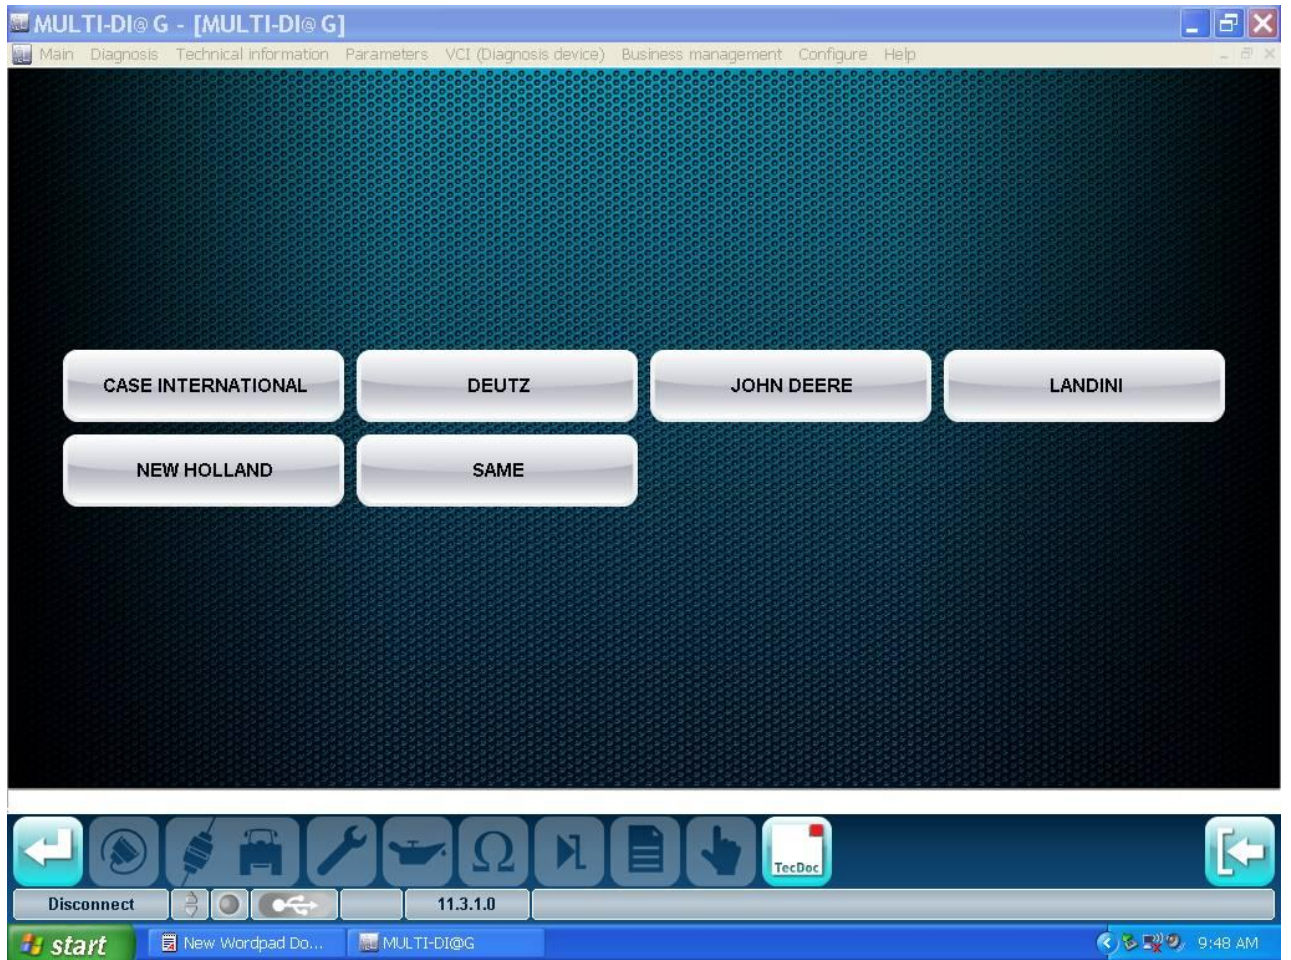 MULTI-DI@G - [MULTI-DI@G]
Main Diagnosis Technical information Parameters VCI (Diagnosis device) Business management Configure Help
CASE INTERNATIONAL DEUTZ JOHN DEERE LANDINI
NEW HOLLAND SAME
TecDoc
Disconnect 11.3.1.0
start New Wordpad Do... MULTI-DI@G 9:48 AM